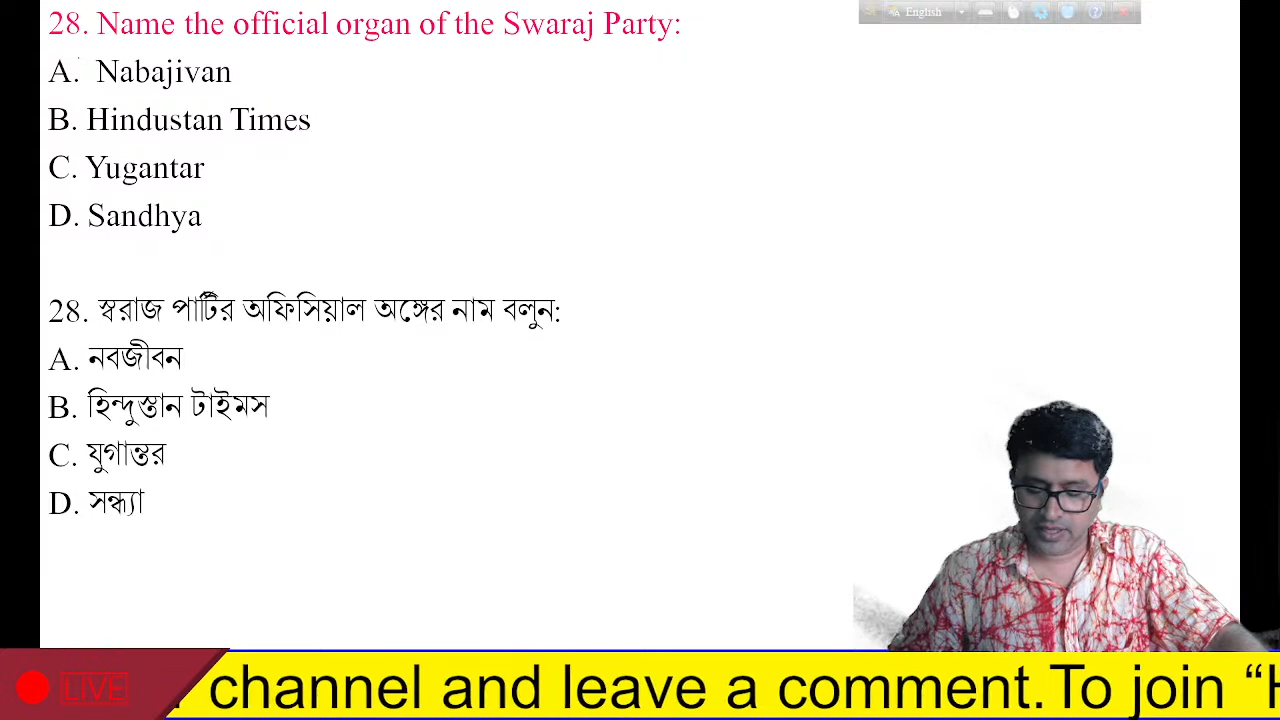 28. Name the official organ of the Swaraj Party:
English
A. Nabajivan
B. Hindustan Times
C. Yugantar
D. Sandhya
28. স্বরাজ পার্টির অফিসিয়াল অঙ্গের নাম বলুন:
A. নবজীবন
B. হিন্দুস্তান টাইমস
C. যুগান্তর
D. সন্ধ্যা
LIVE
channel and leave a comment.To join “H